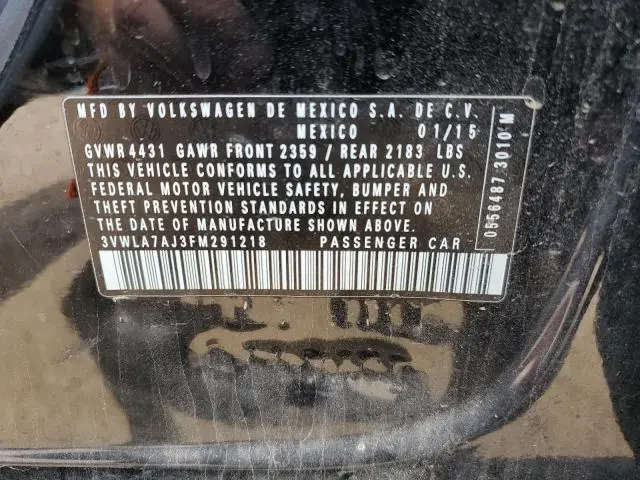 MFD BY VOLKSWAGEN DE MEXICO S.A. DE C.V.
MEXICO 01/15
GVWR 4431 GAWR FRONT 2359 / REAR 2183 LBS
THIS VEHICLE CONFORMS TO ALL APPLICABLE U.S.
FEDERAL MOTOR VEHICLE SAFETY, BUMPER AND
THEFT PREVENTION STANDARDS IN EFFECT ON
THE DATE OF MANUFACTURE SHOWN ABOVE.
3VWLA7AJ3FM291218 PASSENGER CAR
0556487 3010 M